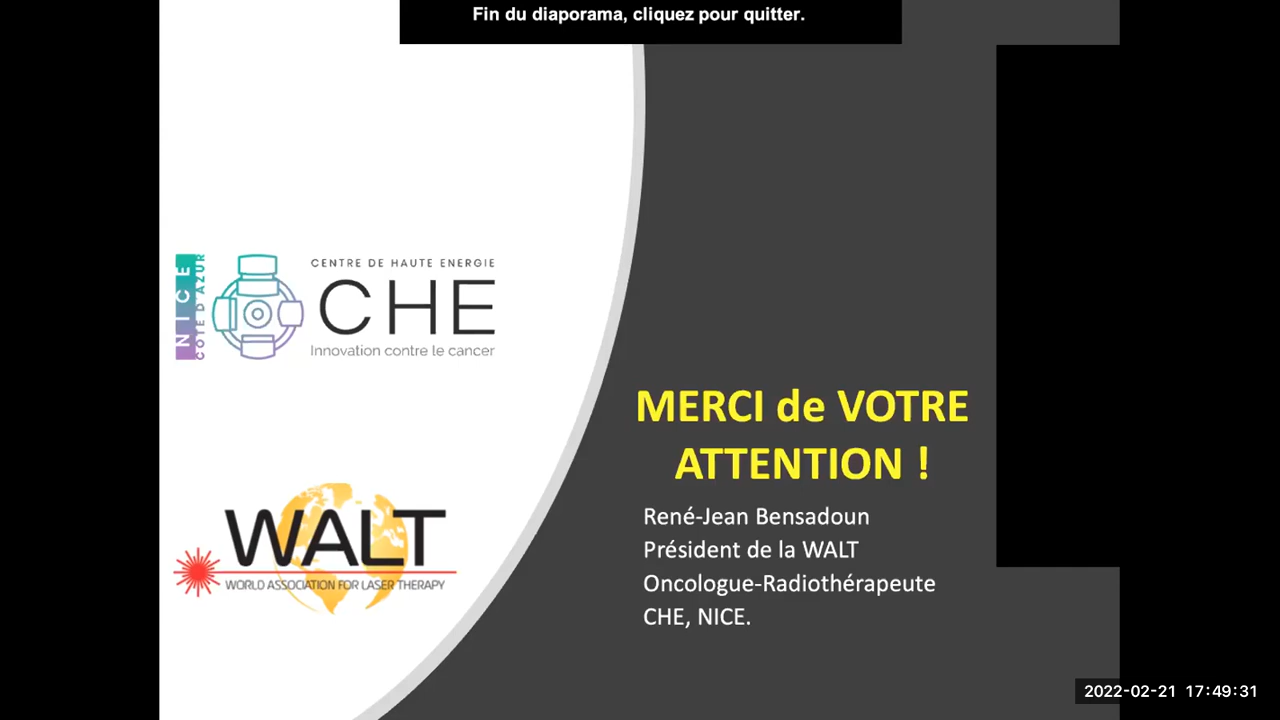 Fin du diaporama, cliquez pour quitter.
NICE
CÔTE D'AZUR
CENTRE DE HAUTE ENERGIE
CHE
Innovation contre le cancer
MERCI de VOTRE
ATTENTION !
WALT
WORLD ASSOCIATION FOR LASER THERAPY
René-Jean Bensadoun
Président de la WALT
Oncologue-Radiothérapeute
CHE, NICE.
2022-02-21 17:49:31